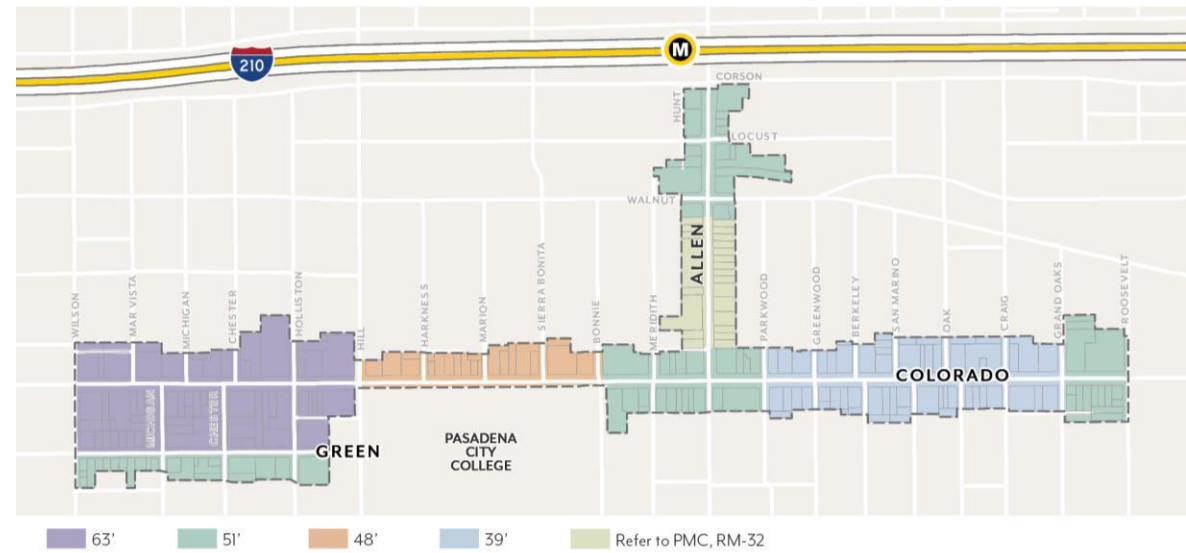 210
M
CORSON
HUNT
LOCUST
WALNUT
ALLEN
WILSON
MAR VISTA
MICHIGAN
CHESTER
HOLLISTON
HILL
HARKNESS
MARION
SIERRA BONITA
BONNIE
MERIDITH
PARKWOOD
GREENWOOD
BERKELEY
SAN MARINO
OAK
CRAIG
GRAND OAKS
ROOSEVELT
COLORADO
MICHIGAN
CHESTER
GREEN
PASADENA
CITY
COLLEGE
63' 51' 48' 39' Refer to PMC, RM-32